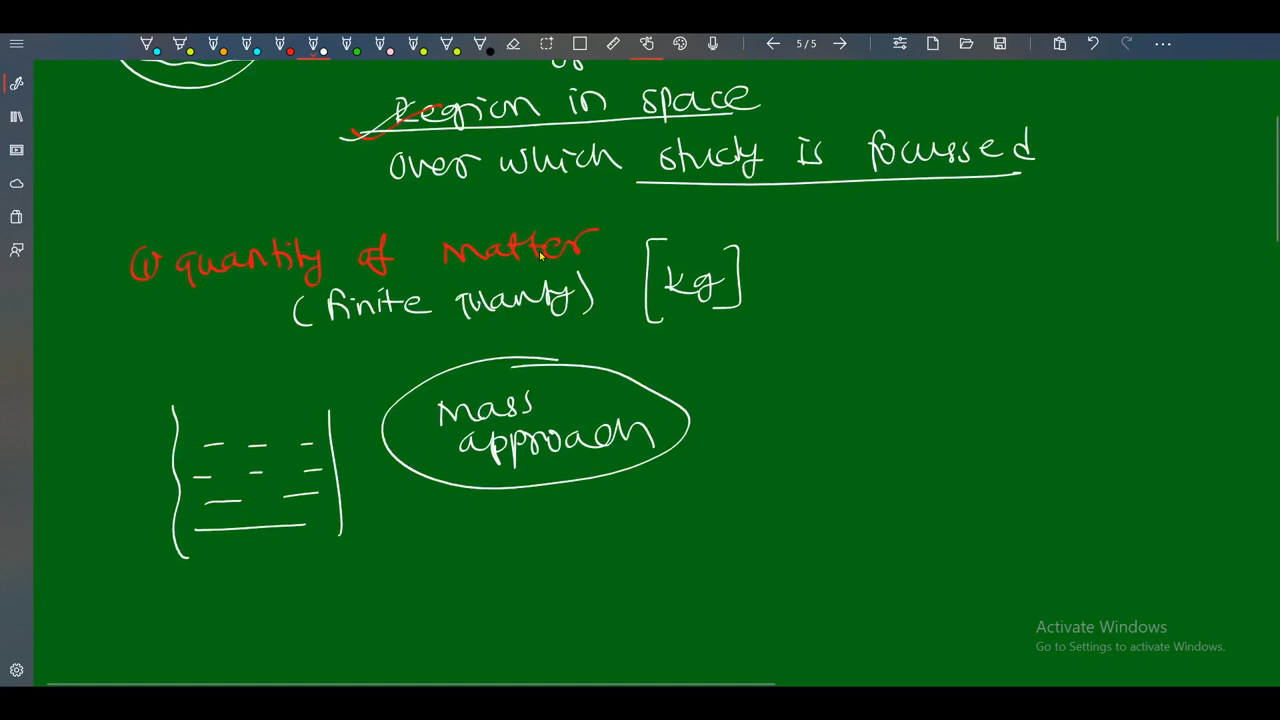 5/5
Region in space
over which study is focussed
① quantity of matter
(finite quanty) [kg]
mass
approach
Activate Windows
Go to Settings to activate Windows.